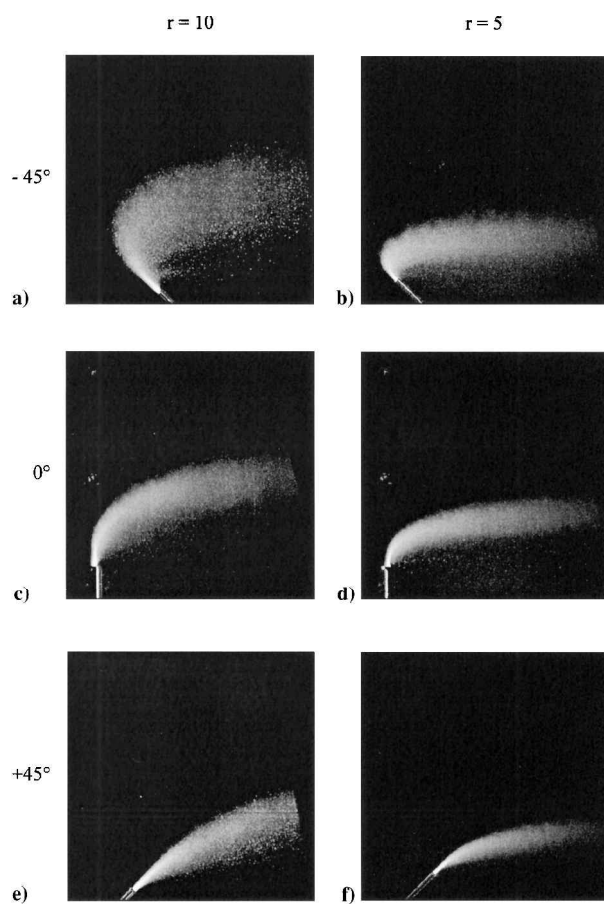 r = 10
r = 5
- 45°
a)
b)
0°
c)
d)
+45°
e)
f)